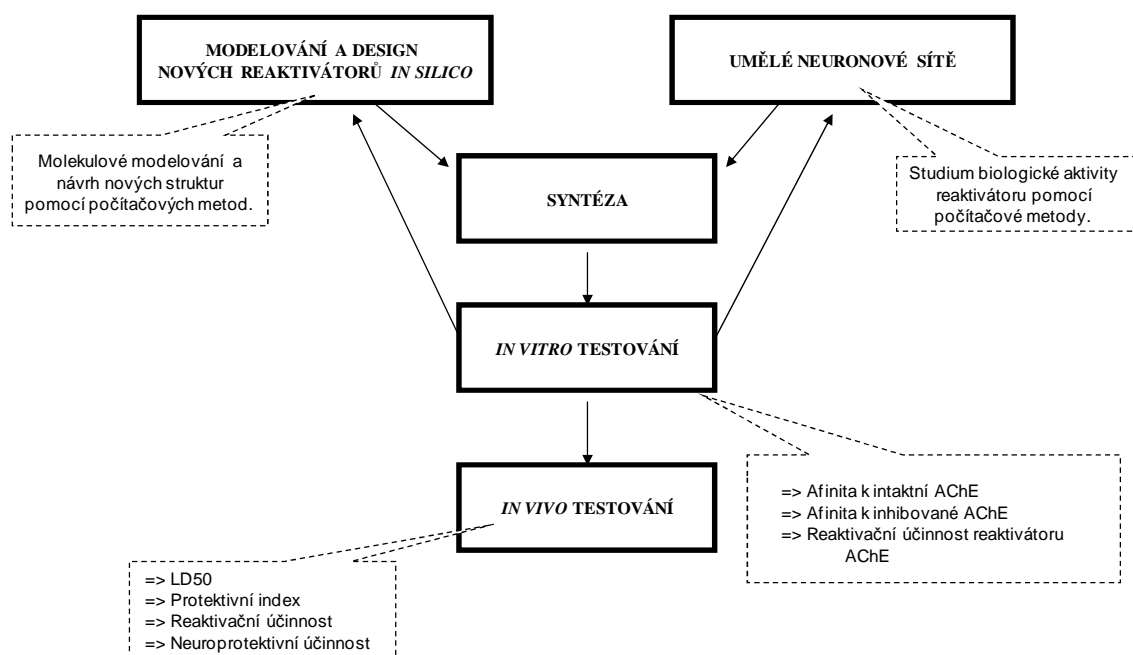 MODELOVÁNÍ A DESIGN
NOVÝCH REAKTIVÁTORŮ IN SILICO
UMĚLÉ NEURONOVÉ SÍTĚ
Molekulové modelování a
návrh nových struktur
pomocí počítačových metod.
Studium biologické aktivity
reaktivátoru pomocí
počítačové metody.
SYNTÉZA
IN VITRO TESTOVÁNÍ
=> Afinita k intaktní AChE
=> Afinita k inhibované AChE
=> Reaktivační účinnost reaktivátoru
AChE
IN VIVO TESTOVÁNÍ
=> LD50
=> Protektivní index
=> Reaktivační účinnost
=> Neuroprotektivní účinnost